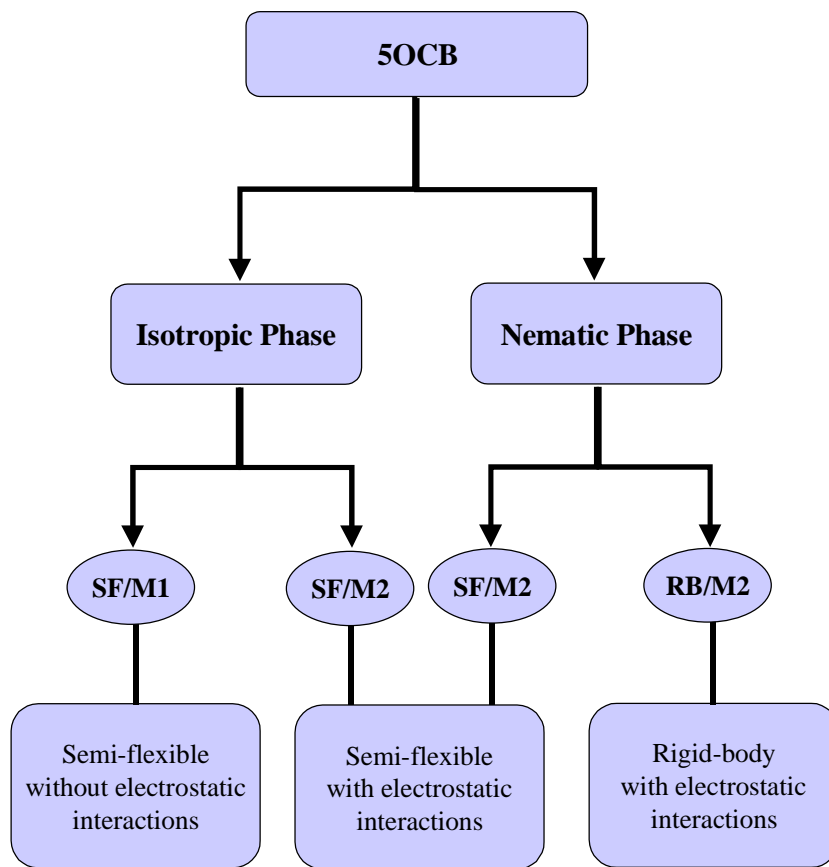 5OCB
Isotropic Phase
Nematic Phase
SF/M1
SF/M2
SF/M2
RB/M2
Semi-flexible
without electrostatic
interactions
Semi-flexible
with electrostatic
interactions
Rigid-body
with electrostatic
interactions